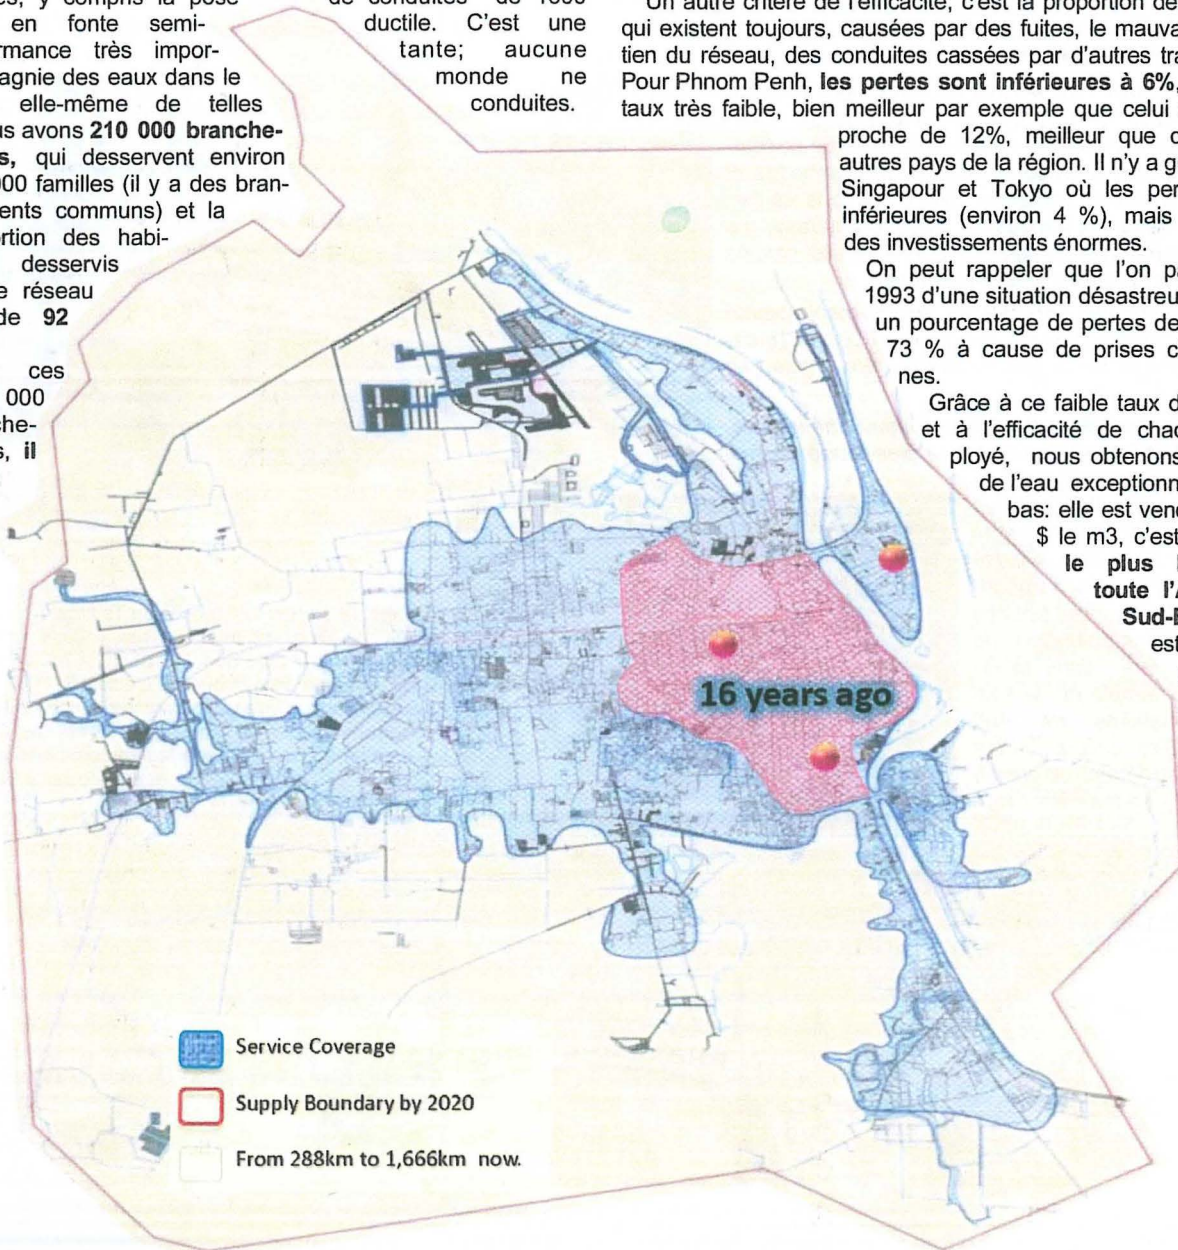 es, y compris la pose
en fonte semi-
rmance très impor-
agnie des eaux dans le
elle-même de telles
us avons 210 000 branche-
s, qui desservent environ
000 familles (il y a des bran-
ents communs) et la
rtion des habi-
desservis
e réseau
de 92
ces
000
che-
s, il
de conduites de
ductile. C'est une
tante; aucune
monde ne
conduites.
Un autre critère de l'efficacité, c'est la proportion de
qui existent toujours, causées par des fuites, le mauva
tien du réseau, des conduites cassées par d'autres tra
Pour Phnom Penh, les pertes sont inférieures à 6%,
taux très faible, bien meilleur par exemple que celui
proche de 12%, meilleur que c
autres pays de la région. Il n'y a g
Singapour et Tokyo où les per
inférieures (environ 4 %), mais
des investissements énormes.
On peut rappeler que l'on pa
1993 d'une situation désastreu
un pourcentage de pertes de
73 % à cause de prises c
nes.
Grâce à ce faible taux d
et à l'efficacité de chac
ployé, nous obtenons
de l'eau exceptionn
bas: elle est venc
$ le m3, c'est
le plus
toute l'
Sud-
est
16 years ago
Service Coverage
Supply Boundary by 2020
From 288km to 1,666km now.